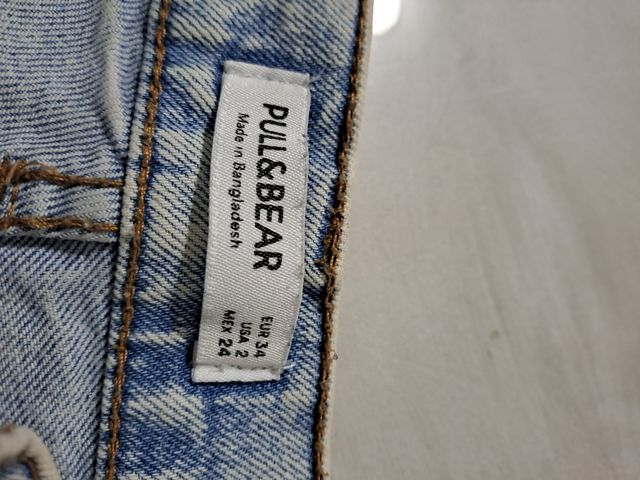 PULL&BEAR
Made in Bangladesh
EUR 34
USA 2
MEX 24